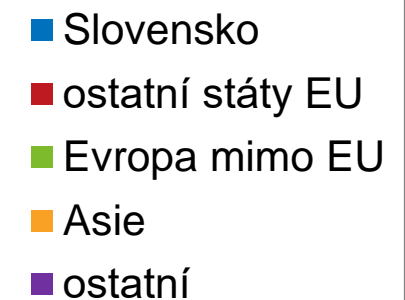 Slovensko
ostatní státy EU
Evropa mimo EU
Asie
ostatní